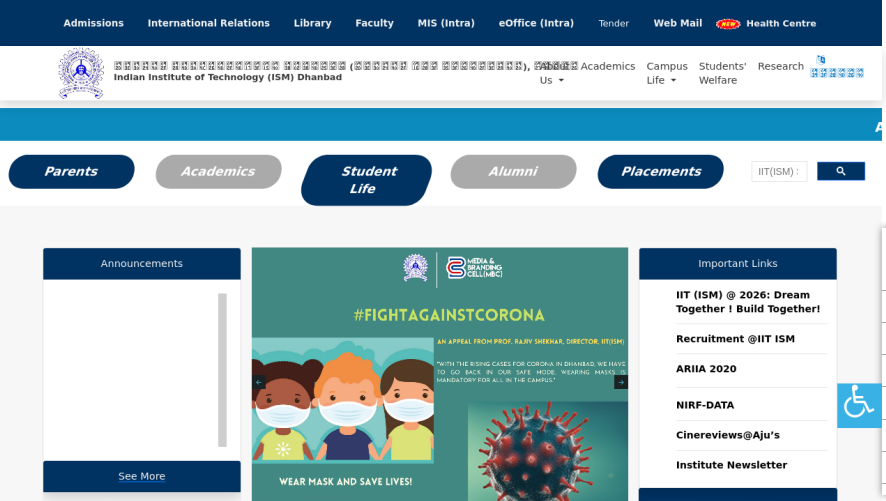 Admissions International Relations Library Faculty MIS (Intra) eOffice (Intra) Tender Web Mail NEW Health Centre
Indian Institute of Technology (ISM) Dhanbad
About Us
Academics
Campus Life
Students' Welfare
Research
A
Parents
Academics
Student Life
Alumni
Placements
IIT(ISM) :
Announcements
See More
MEDIA &
BRANDING
CELL(MBC)
#FIGHTAGAINSTCORONA
AN APPEAL FROM PROF. RAJIV SHEKHAR, DIRECTOR, IIT(ISM)
"WITH THE RISING CASES FOR CORONA IN DHANBAD, WE HAVE
TO GO BACK IN OUR SAFE MODE. WEARING MASKS IS
MANDATORY FOR ALL IN THE CAMPUS."
WEAR MASK AND SAVE LIVES!
Important Links
IIT (ISM) @ 2026: Dream
Together ! Build Together!
Recruitment @IIT ISM
ARIIA 2020
NIRF-DATA
Cinereviews@Aju's
Institute Newsletter